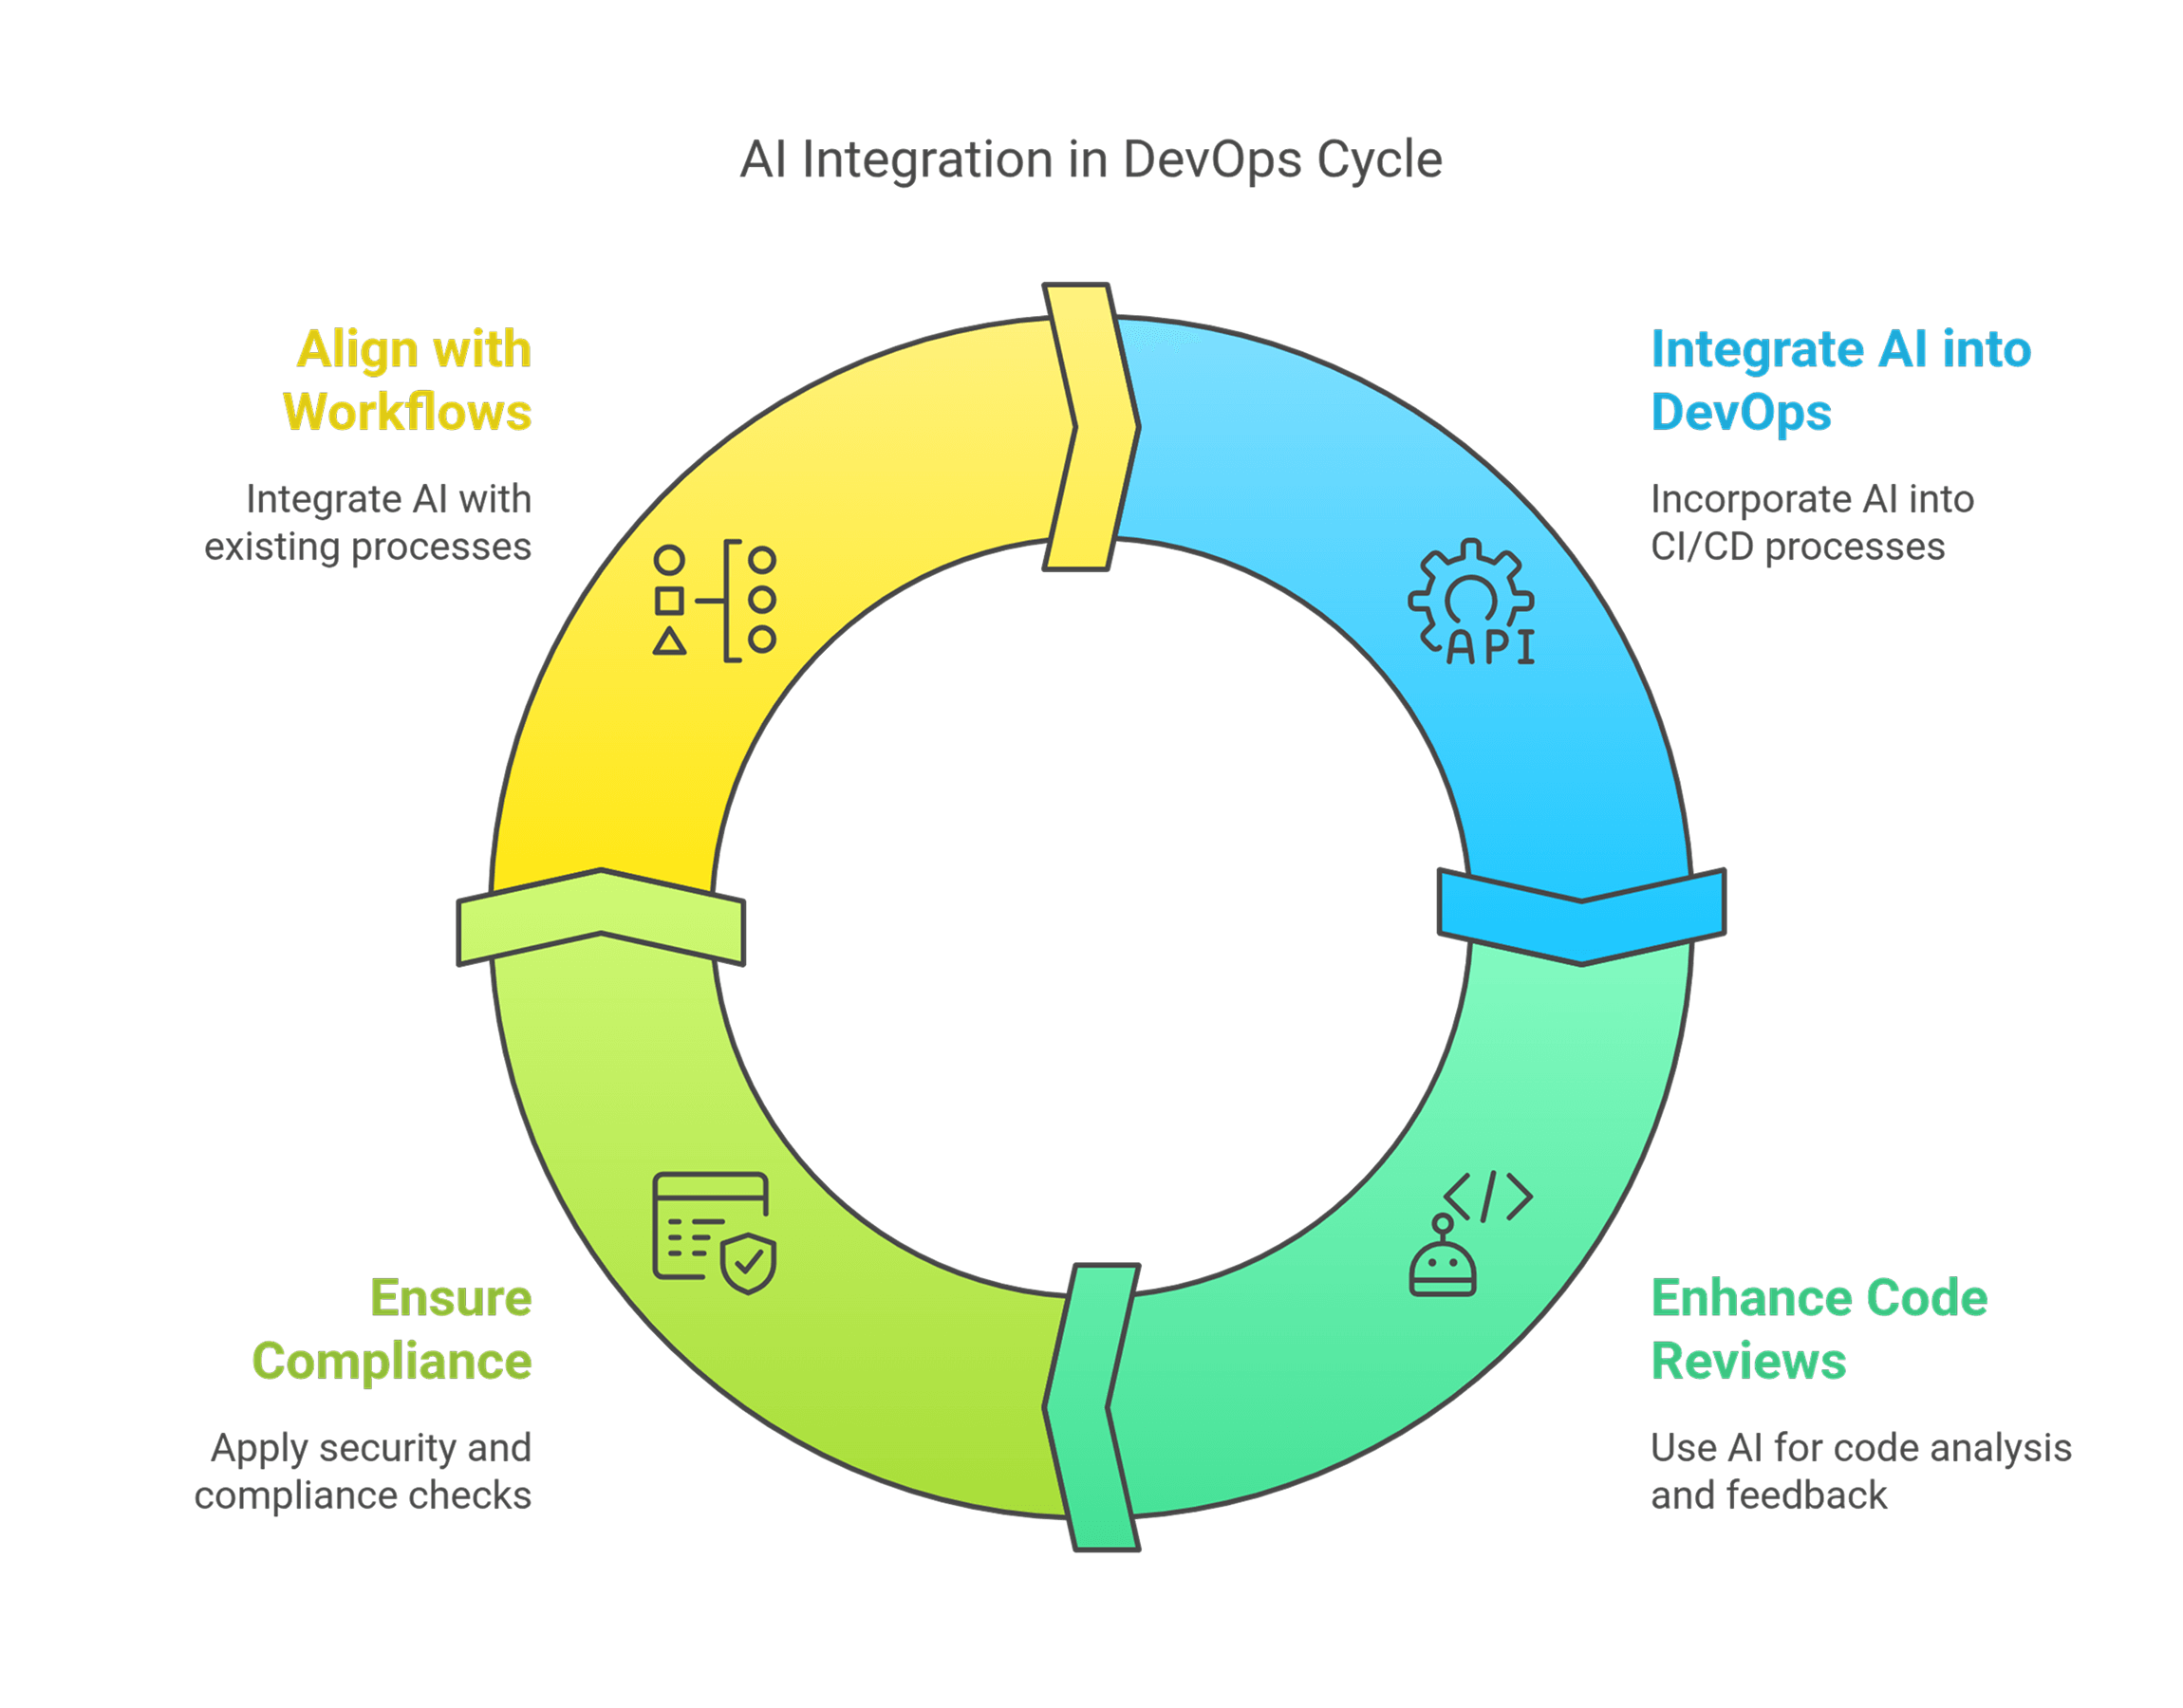 AI Integration in DevOps Cycle
Align with
Workflows
Integrate AI with
existing processes
Integrate AI into
DevOps
Incorporate AI into
CI/CD processes
API
Ensure
Compliance
Apply security and
compliance checks
</>
Enhance Code
Reviews
Use AI for code analysis
and feedback